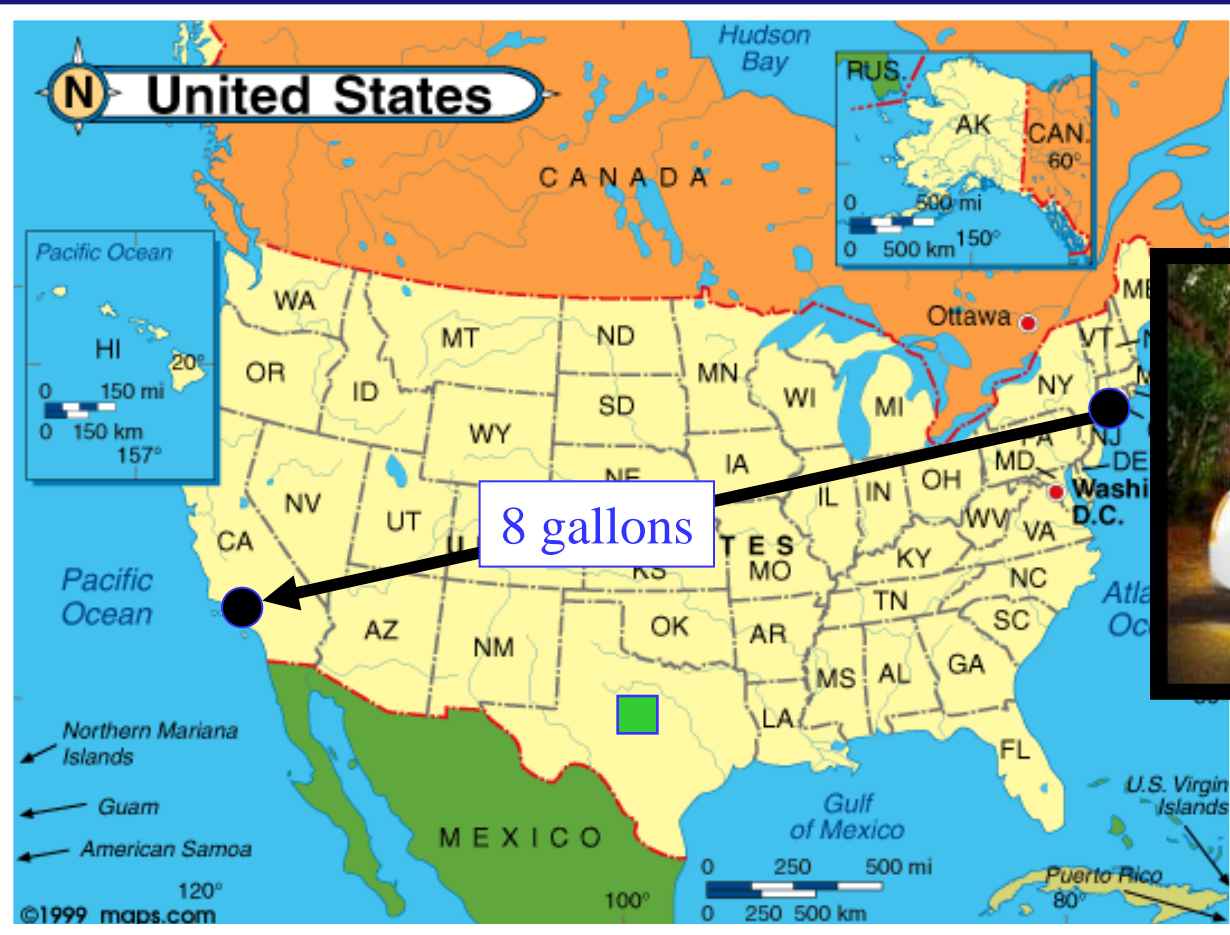 Hudson
Bay
N United States
RUS.
AK
CAN.
60°
CANADA
0 500 mi
0 500 km
150°
Pacific Ocean
HI
20°
0 150 mi
0 150 km
157°
WA
MT
ND
MN
OR
ID
SD
WI
MI
Ottawa
VT
NY
WY
IA
PA
NJ
MD
DE
NV
UT
8 gallons
IL
IN
OH
WV
VA
D.C.
CA
TES
MO
KY
KS
NC
Pacific
Ocean
TN
SC
AZ
NM
OK
AR
MS
AL
GA
LA
FL
Northern Mariana
Islands
Guam
American Samoa
MEXICO
Gulf
of Mexico
U.S. Virgin
Islands
Puerto Rico
0 250 500 mi
0 250 500 km
120°
100°
80°
©1999 maps.com